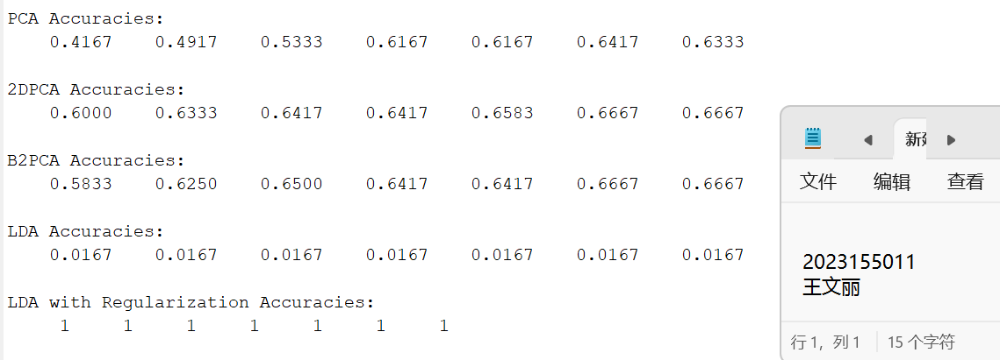 PCA Accuracies:
0.4167 0.4917 0.5333 0.6167 0.6167 0.6417 0.6333
2DPCA Accuracies:
0.6000 0.6333 0.6417 0.6417 0.6583 0.6667 0.6667
B2PCA Accuracies:
0.5833 0.6250 0.6500 0.6417 0.6417 0.6667 0.6667
LDA Accuracies:
0.0167 0.0167 0.0167 0.0167 0.0167 0.0167 0.0167
LDA with Regularization Accuracies:
1 1 1 1 1 1 1
新建
文件 编辑 查看
2023155011
王文丽
行 1，列 1 15 个字符